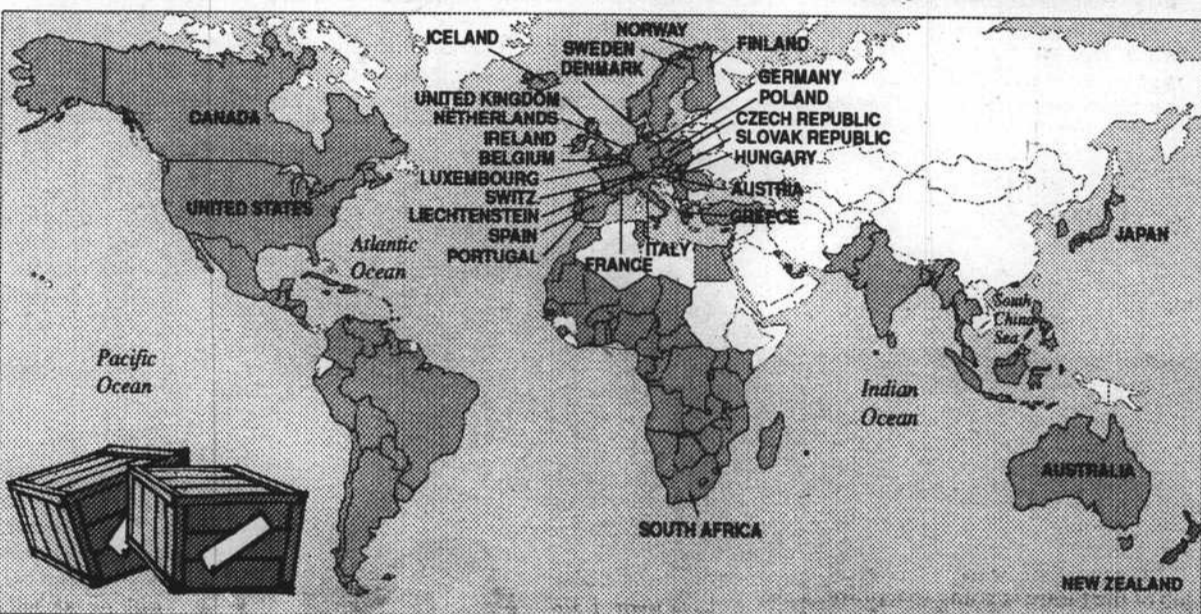 ICELAND
NORWAY
SWEDEN
FINLAND
DENMARK
GERMANY
UNITED KINGDOM
POLAND
NETHERLANDS
CZECH REPUBLIC
IRELAND
SLOVAK REPUBLIC
BELGIUM
HUNGARY
LUXEMBOURG
AUSTRIA
SWITZ
LIECHTENSTEIN
GREECE
SPAIN
PORTUGAL
FRANCE
ITALY
CANADA
UNITED STATES
Atlantic
Ocean
JAPAN
South
China
Sea
Pacific
Ocean
Indian
Ocean
AUSTRALIA
SOUTH AFRICA
NEW ZEALAND